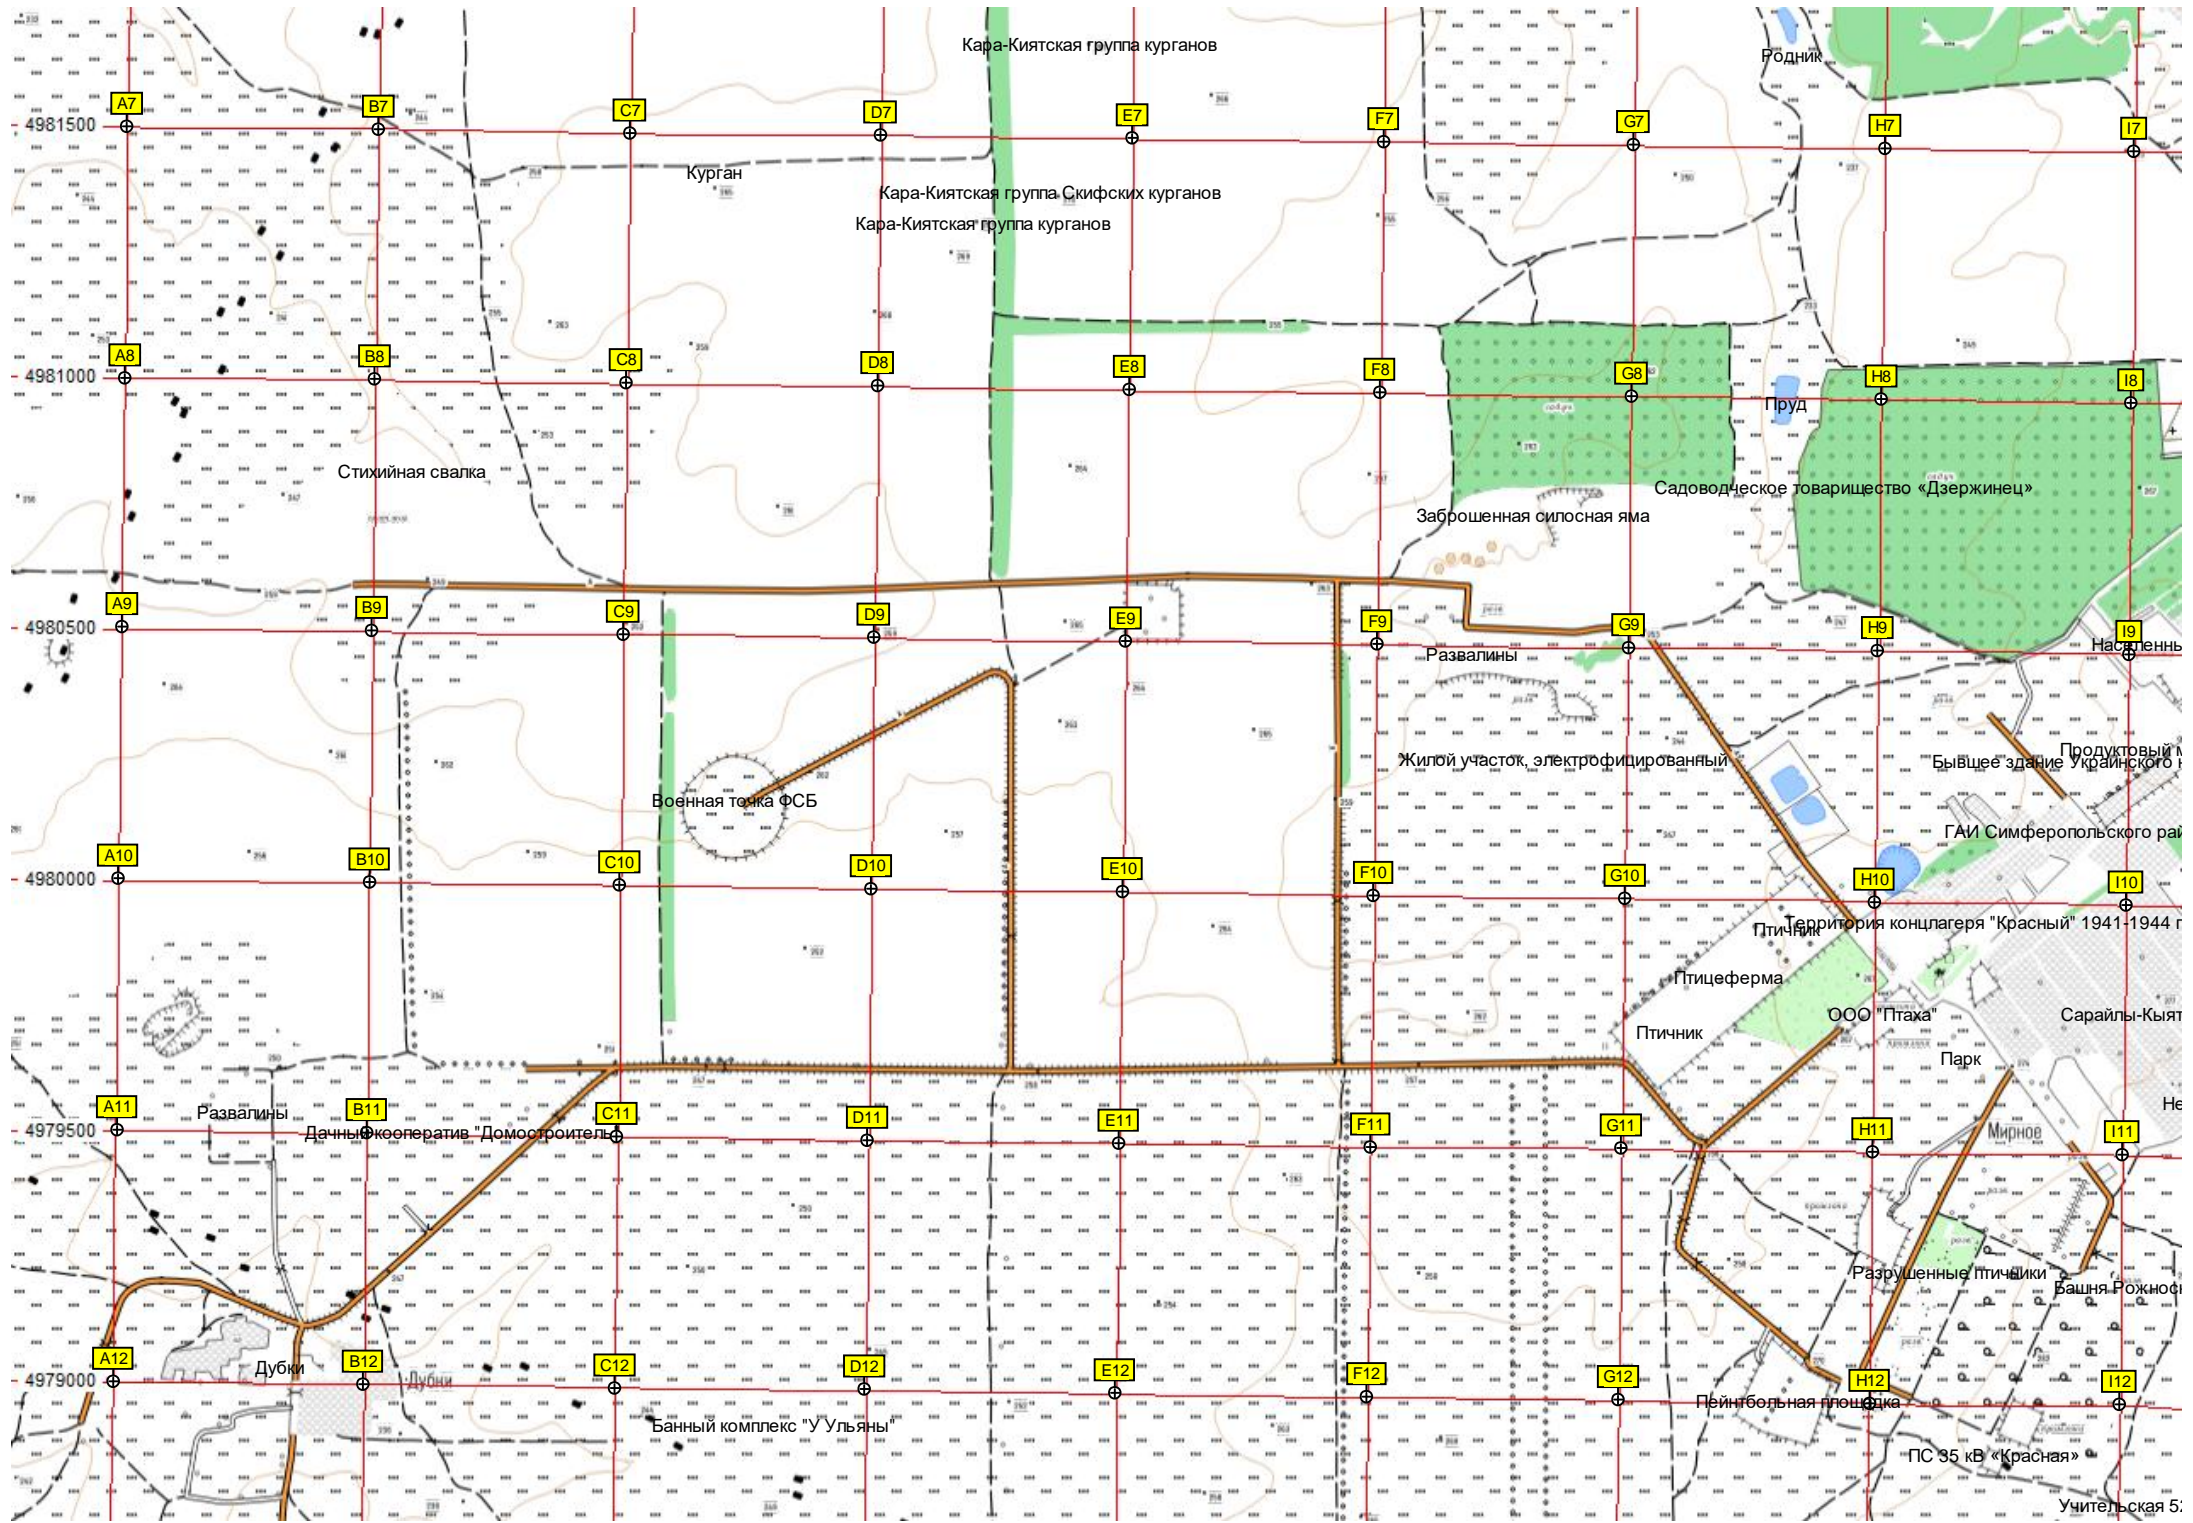 Кара-Киятская группа курганов
Родник
A7
B7
C7
D7
E7
F7
G7
H7
I7
4981500
Курган
Кара-Киятская группа Скифских курганов
Кара-Киятская группа курганов
A8
B8
C8
D8
E8
F8
G8
H8
I8
4981000
Пруд
Стихийная свалка
Садоводческое товарищество «Дзержинец»
Заброшенная силосная яма
A9
B9
C9
D9
E9
F9
G9
H9
I9
4980500
Населенны
Развалины
Продуктовый м
Жилой участок, электрофицированный
Бывшее здание Украинского н
Военная точка ФСБ
ГАИ Симферопольского рай
A10
B10
C10
D10
E10
F10
G10
H10
I10
4980000
Территория концлагеря "Красный" 1941-1944 г
Птичник
Птицеферма
ООО "Птаха"
Сарайлы-Кыят
Птичник
Парк
Не
A11
B11
C11
D11
E11
F11
G11
H11
I11
4979500
Развалины
Дачный кооператив "Домостроитель
Мирное
Разрушенные птичники
Башня Рожнос
A12
B12
C12
D12
E12
F12
G12
H12
I12
4979000
Дубки
Дубки
Пейнтбольная площадка
Банный комплекс "У Ульяны"
ПС 35 кВ «Красная»
Учительская 52